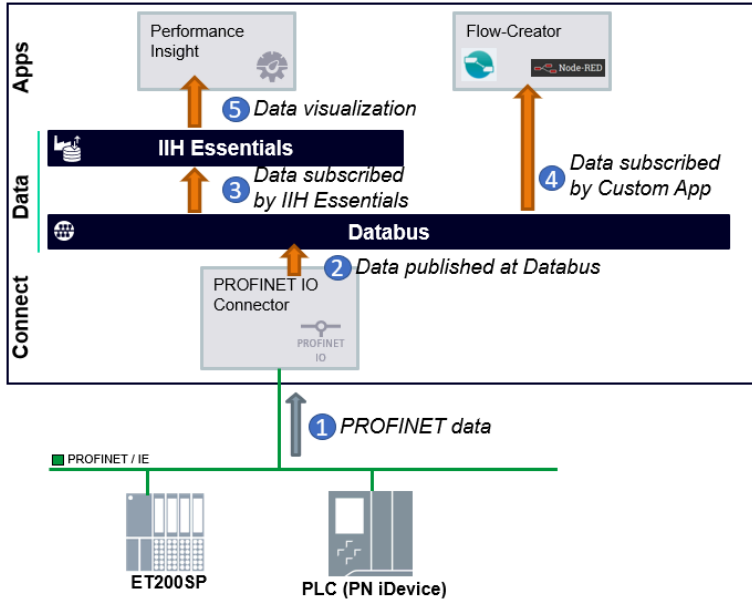 Apps
Performance
Insight
Flow-Creator
Node-RED
5 Data visualization
IIH Essentials
Data
3 Data subscribed
by IIH Essentials
4 Data subscribed
by Custom App
Databus
2 Data published at Databus
Connect
PROFINET IO
Connector
PROFINET
IO
1 PROFINET data
PROFINET / IE
ET200SP
PLC (PN iDevice)